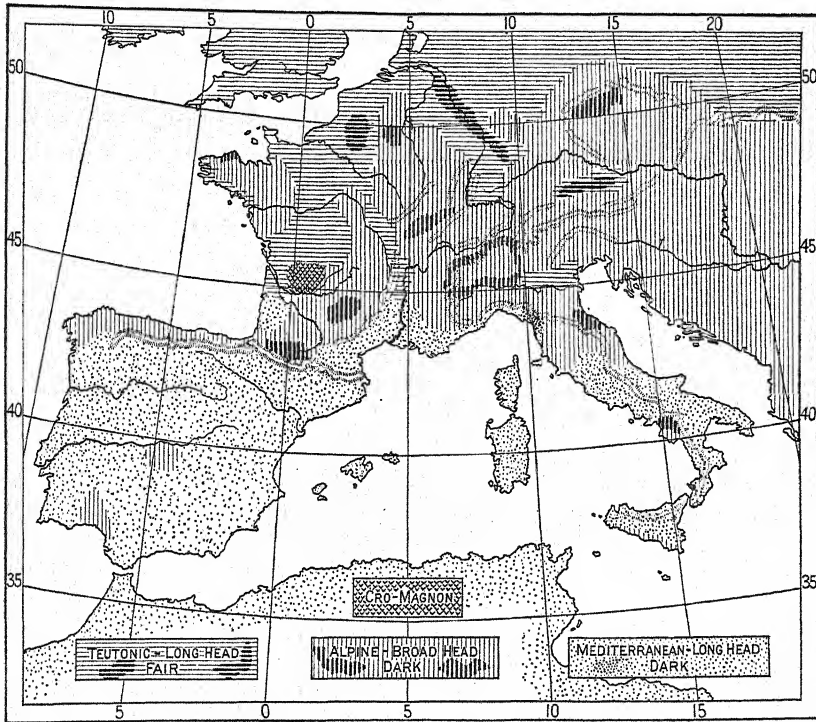 10 5 0 5 10 15 20
50 50
45 45
40 40
35 35
CRO-MAGNON
TEUTONIC-LONG-HEAD
FAIR
ALPINE-BROAD HEAD
DARK
MEDITERRANEAN-LONG HEAD
DARK
5 0 5 10 15